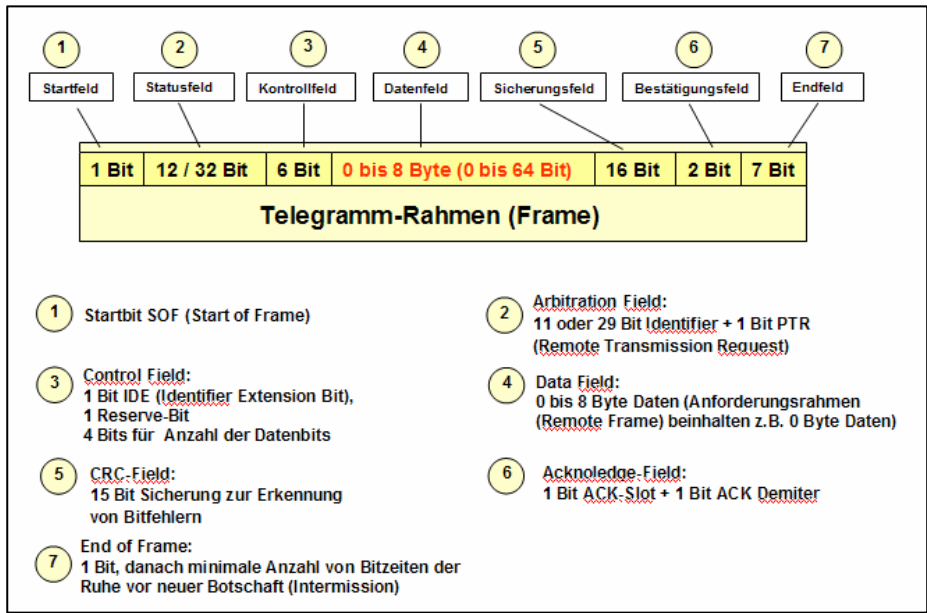 1 2 3 4 5 6 7
Startfeld Statusfeld Kontrollfeld Datenfeld Sicherungsfeld Bestätigungsfeld Endfeld
1 Bit 12 / 32 Bit 6 Bit 0 bis 8 Byte (0 bis 64 Bit) 16 Bit 2 Bit 7 Bit
Telegramm-Rahmen (Frame)
1 Startbit SOF (Start of Frame)
2 Arbitration Field:
11 oder 29 Bit Identifier + 1 Bit PTR
(Remote Transmission Request)
3 Control Field:
1 Bit IDE (Identifier Extension Bit),
1 Reserve-Bit
4 Bits für Anzahl der Datenbits
4 Data Field:
0 bis 8 Byte Daten (Anforderungsrahmen
(Remote Frame) beinhalten z.B. 0 Byte Daten)
5 CRC-Field:
15 Bit Sicherung zur Erkennung
von Bitfehlern
6 Acknoledge-Field:
1 Bit ACK-Slot + 1 Bit ACK Demiter
7 End of Frame:
1 Bit, danach minimale Anzahl von Bitzeiten der
Ruhe vor neuer Botschaft (Intermission)